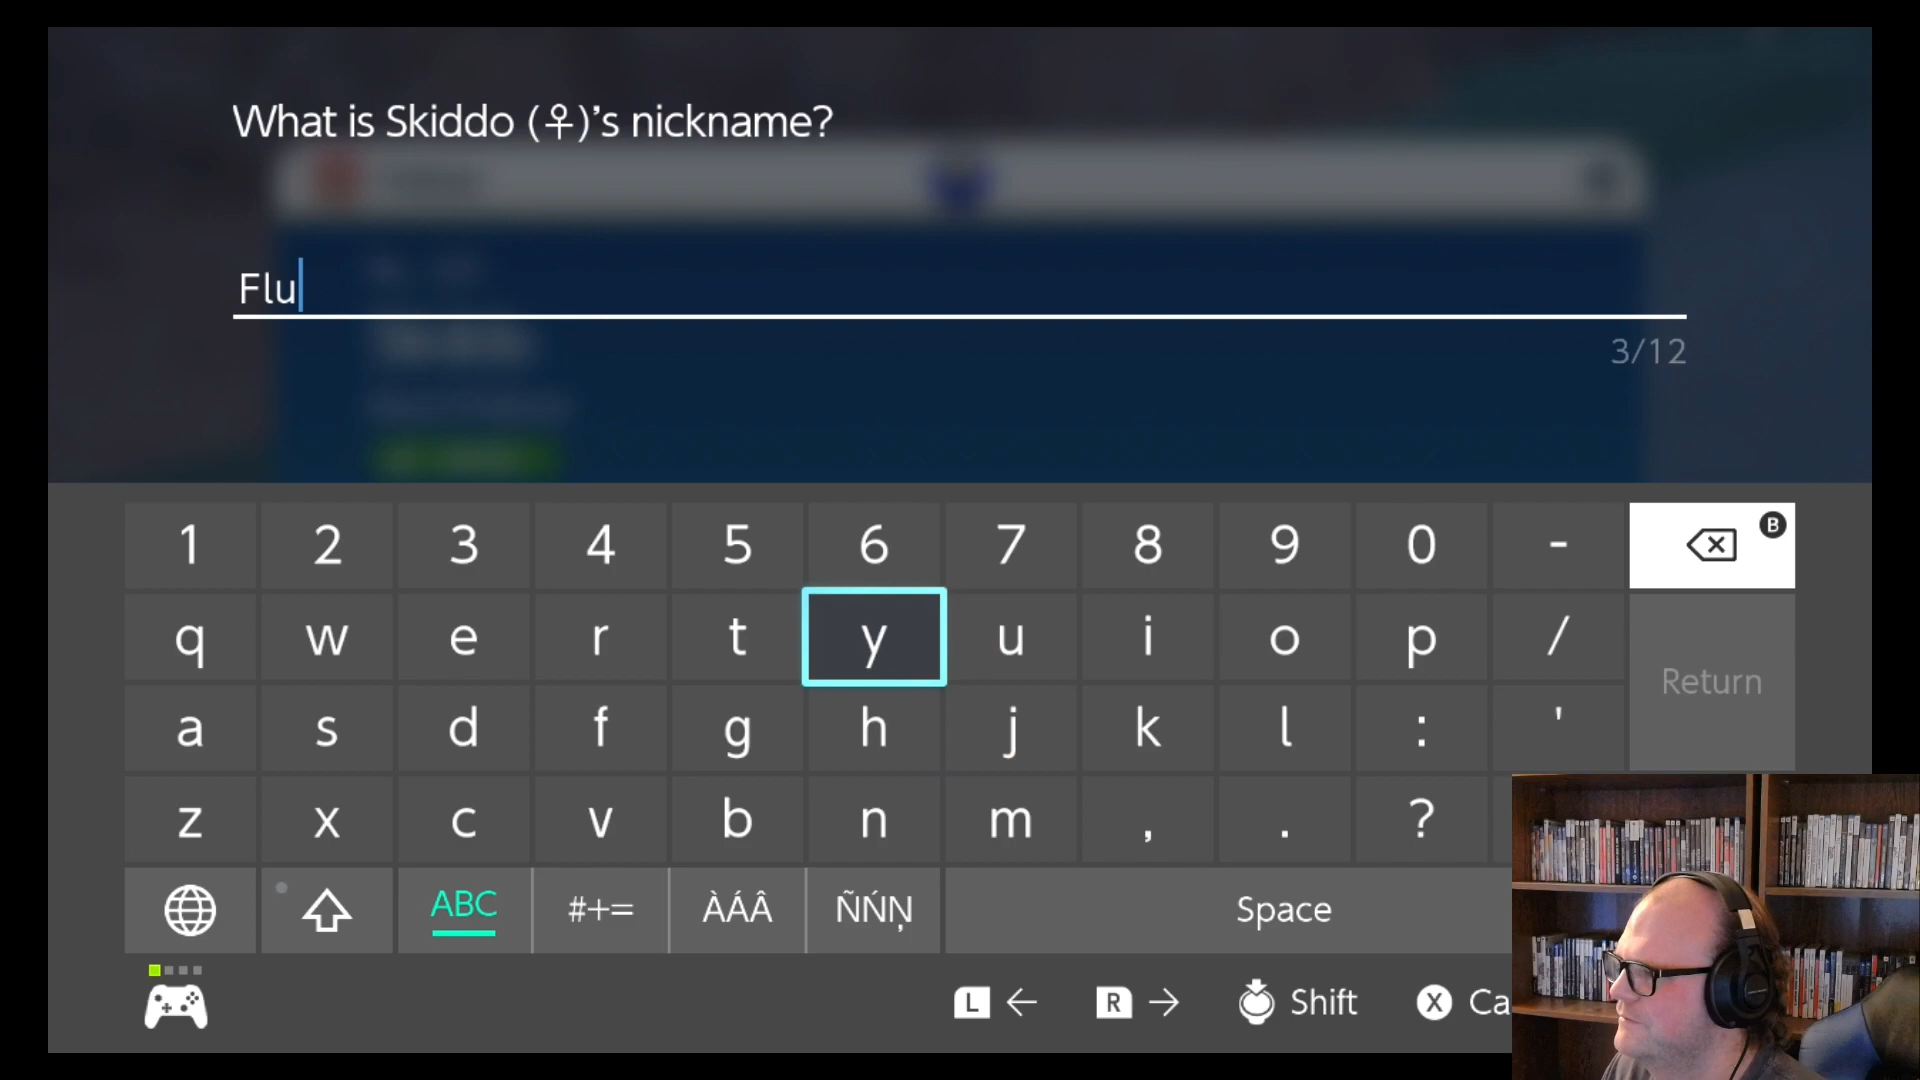 What is Skiddo (♀)’s nickname?
Flu
3/12
1 2 3 4 5 6 7 8 9 0 - B
q w e r t y u i o p / Return
a s d f g h j k l : '
z x c v b n m , . ?
ABC #+= ÀÁÂ ÑŃŅ Space
L ← R → Shift X Ca